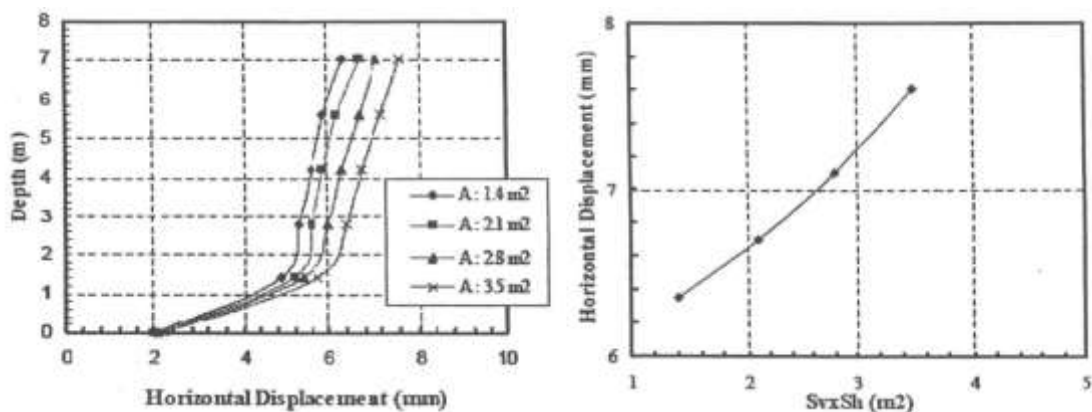 8
7
6
5
4
3
2
1
0
Depth (m)
0 2 4 6 8 10
Horizontal Displacement (mm)
A : 1.4 m2
A : 2.1 m2
A : 2.8 m2
A : 3.5 m2
8
7
6
Horizontal Displacement (mm)
1 2 3 4 5
SvxSh (m2)